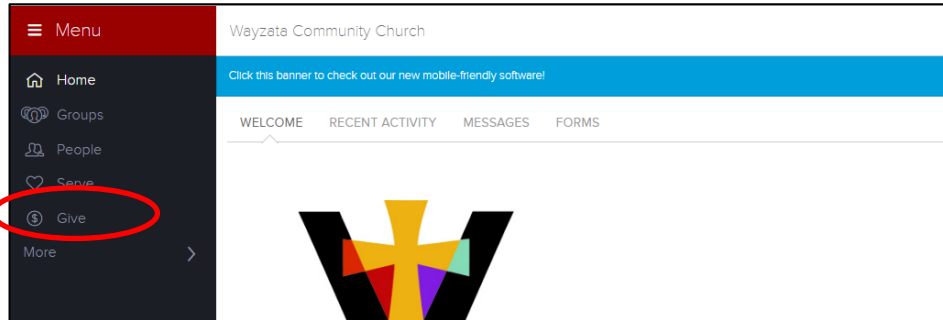 Menu
Wayzata Community Church
Home
Click this banner to check out our new mobile-friendly software!
Groups
WELCOME RECENT ACTIVITY MESSAGES FORMS
People
Serve
Give
More